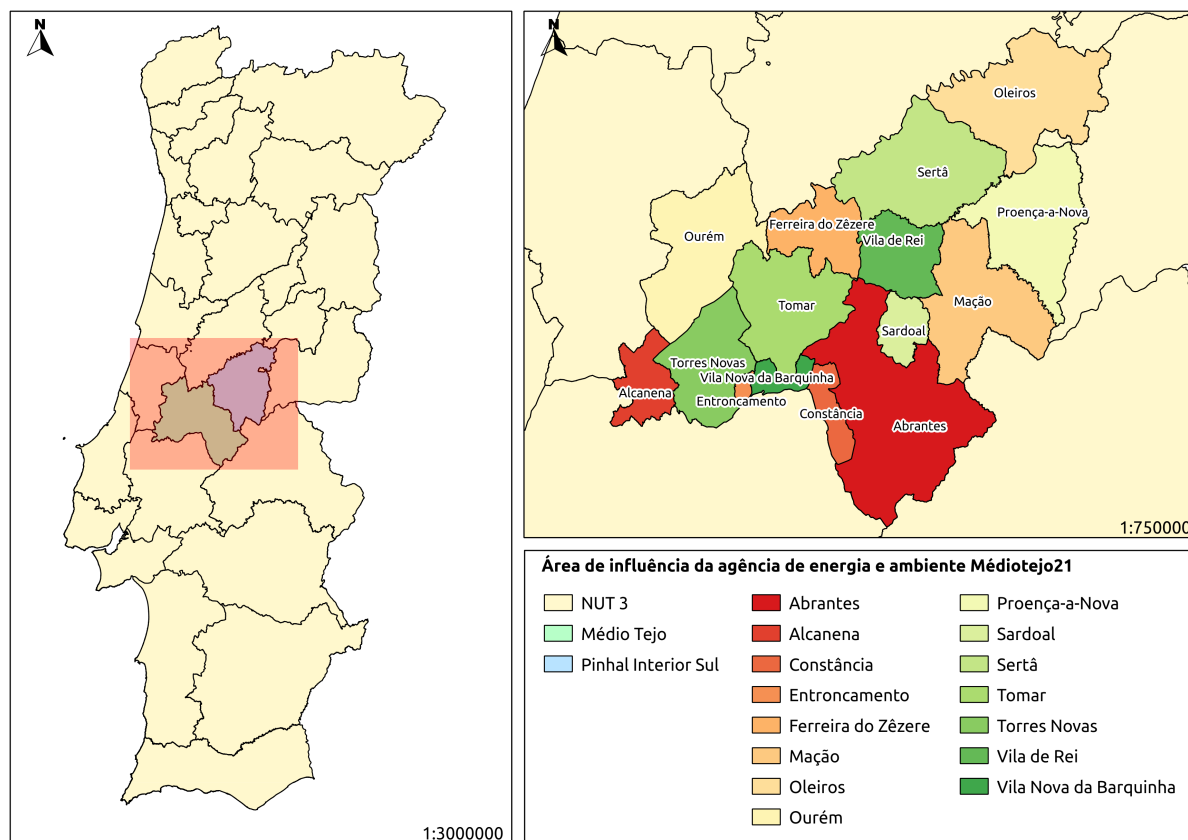 N
1:3000000
N
Oleiros
Sertã
Proença-a-Nova
Ferreira do Zêzere
Ourém
Vila de Rei
Mação
Tomar
Sardoal
Torres Novas
Vila Nova da Barquinha
Alcanena
Entroncamento
Constância
Abrantes
1:750000
Área de influência da agência de energia e ambiente Médiotejo21
NUT 3
Médio Tejo
Pinhal Interior Sul
Abrantes
Alcanena
Constância
Entroncamento
Ferreira do Zêzere
Mação
Oleiros
Ourém
Proença-a-Nova
Sardoal
Sertã
Tomar
Torres Novas
Vila de Rei
Vila Nova da Barquinha